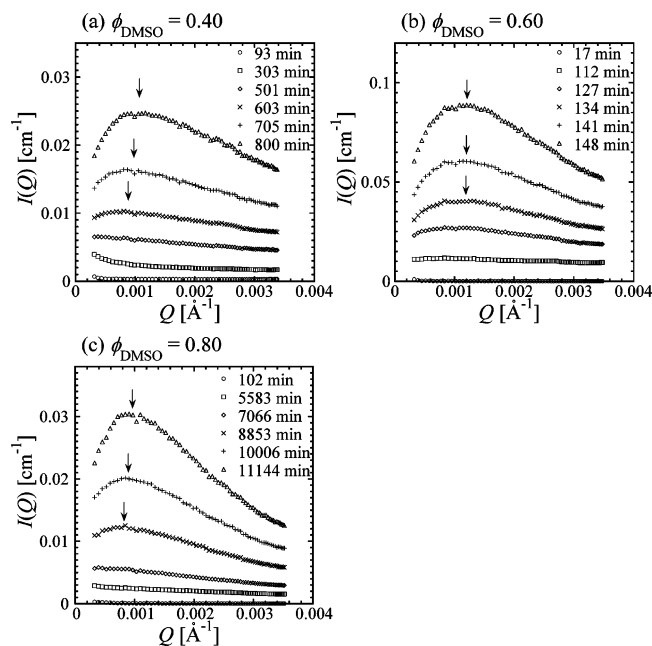 (a) ϕDMSO = 0.40
93 min
303 min
501 min
603 min
705 min
800 min
0.03
0.02
0.01
0
I(Q) [cm⁻¹]
0
0.001
0.002
0.003
0.004
Q [Å⁻¹]
(b) ϕDMSO = 0.60
17 min
112 min
127 min
134 min
141 min
148 min
0.1
0.05
0
I(Q) [cm⁻¹]
0
0.001
0.002
0.003
0.004
Q [Å⁻¹]
(c) ϕDMSO = 0.80
102 min
5583 min
7066 min
8853 min
10006 min
11144 min
0.03
0.02
0.01
0
I(Q) [cm⁻¹]
0
0.001
0.002
0.003
0.004
Q [Å⁻¹]